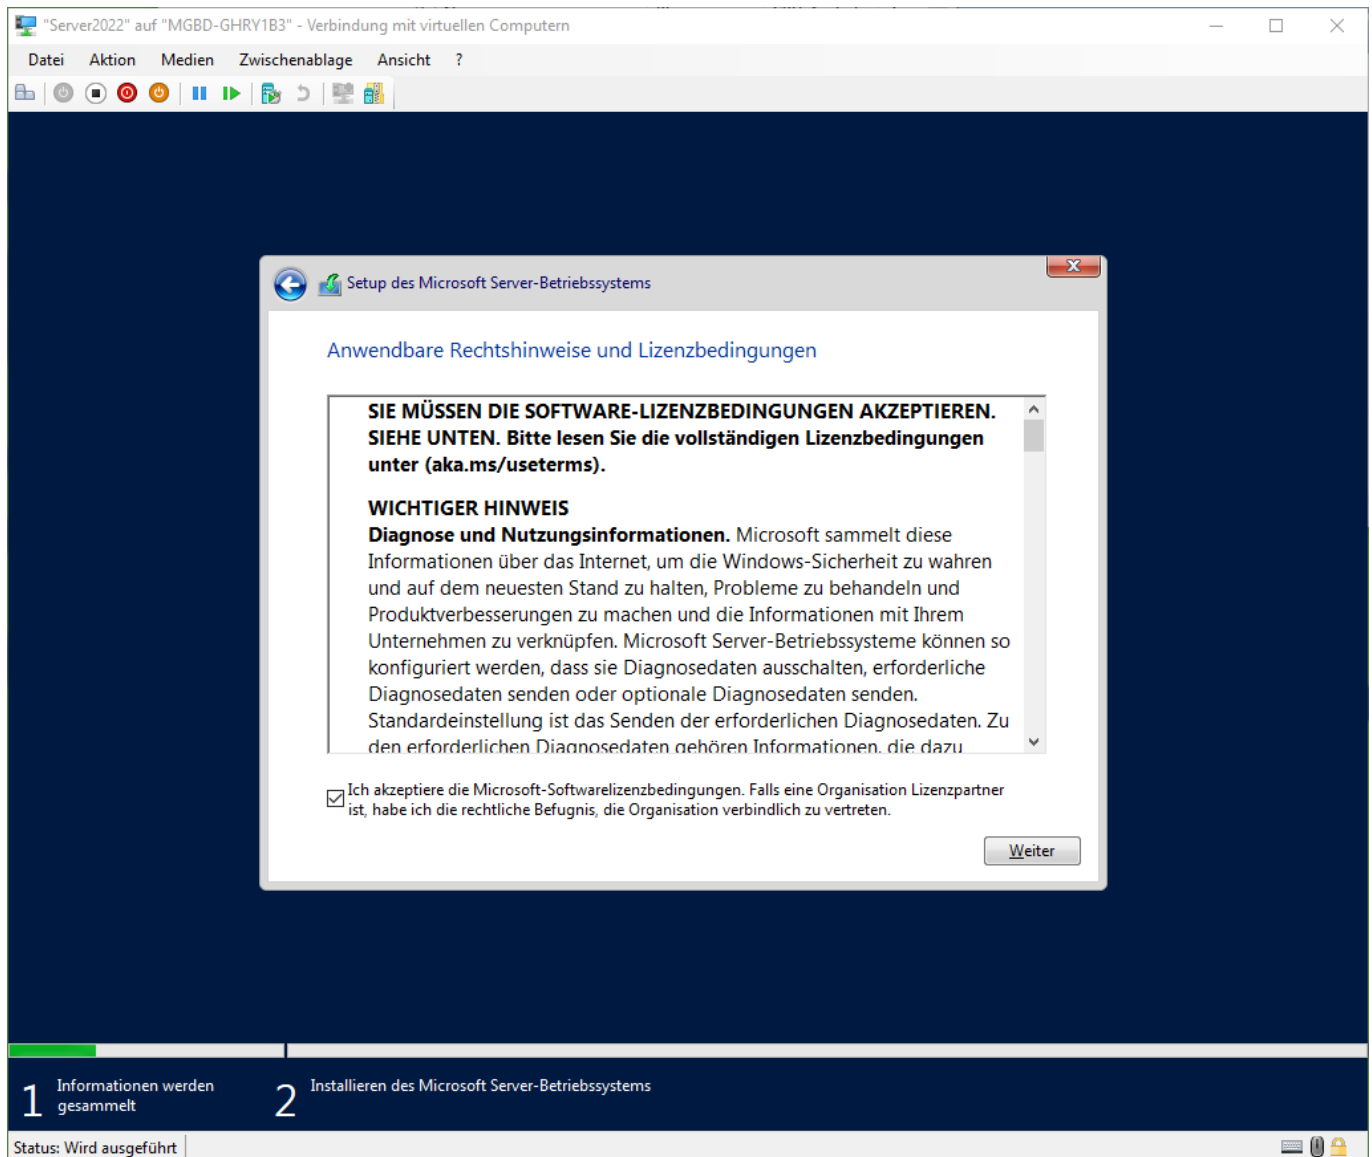 "Server2022" auf "MGBD-GHRY1B3" - Verbindung mit virtuellen Computern
Datei Aktion Medien Zwischenablage Ansicht ?
Setup des Microsoft Server-Betriebssystems
Anwendbare Rechtshinweise und Lizenzbedingungen
SIE MÜSSEN DIE SOFTWARE-LIZENZBEDINGUNGEN AKZEPTIEREN.
SIEHE UNTEN. Bitte lesen Sie die vollständigen Lizenzbedingungen
unter (aka.ms/useterms).
WICHTIGER HINWEIS
Diagnose und Nutzungsinformationen. Microsoft sammelt diese
Informationen über das Internet, um die Windows-Sicherheit zu wahren
und auf dem neuesten Stand zu halten, Probleme zu behandeln und
Produktverbesserungen zu machen und die Informationen mit Ihrem
Unternehmen zu verknüpfen. Microsoft Server-Betriebssysteme können so
konfiguriert werden, dass sie Diagnosedaten ausschalten, erforderliche
Diagnosedaten senden oder optionale Diagnosedaten senden.
Standardeinstellung ist das Senden der erforderlichen Diagnosedaten. Zu
den erforderlichen Diagnosedaten gehören Informationen, die dazu
Ich akzeptiere die Microsoft-Softwarelizenzbedingungen. Falls eine Organisation Lizenzpartner
ist, habe ich die rechtliche Befugnis, die Organisation verbindlich zu vertreten.
Weiter
1 Informationen werden
gesammelt
2 Installieren des Microsoft Server-Betriebssystems
Status: Wird ausgeführt